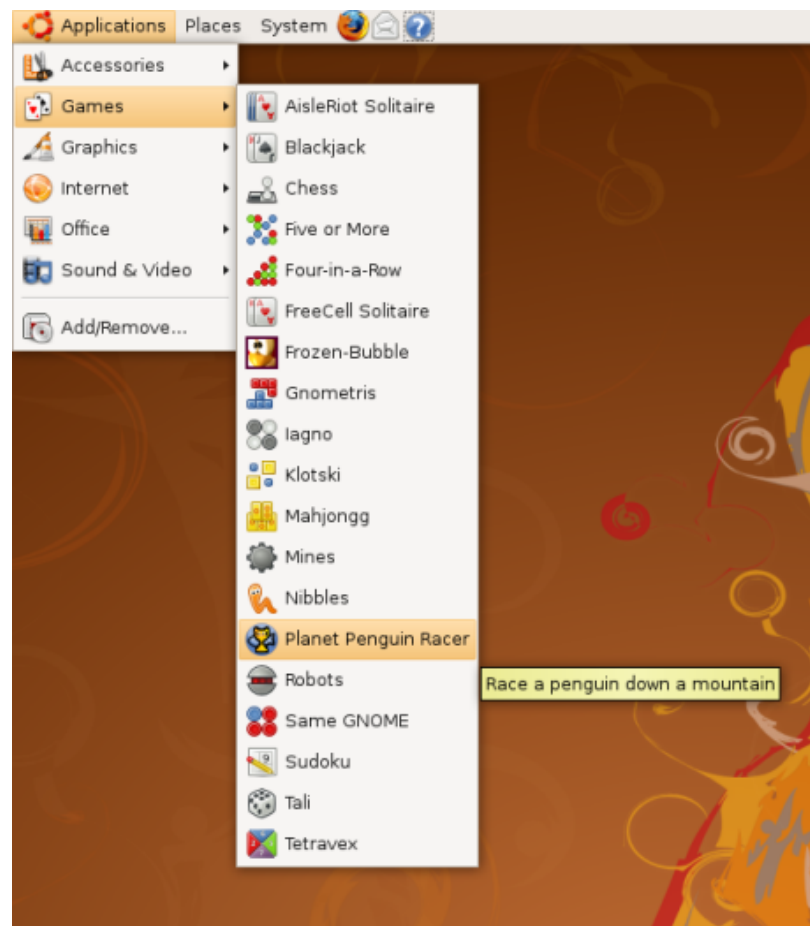 Applications Places System
Accessories
Games
Graphics
Internet
Office
Sound & Video
Add/Remove...
AisleRiot Solitaire
Blackjack
Chess
Five or More
Four-in-a-Row
FreeCell Solitaire
Frozen-Bubble
Gnometris
Iagno
Klotski
Mahjongg
Mines
Nibbles
Planet Penguin Racer
Robots
Same GNOME
Sudoku
Tali
Tetravex
Race a penguin down a mountain